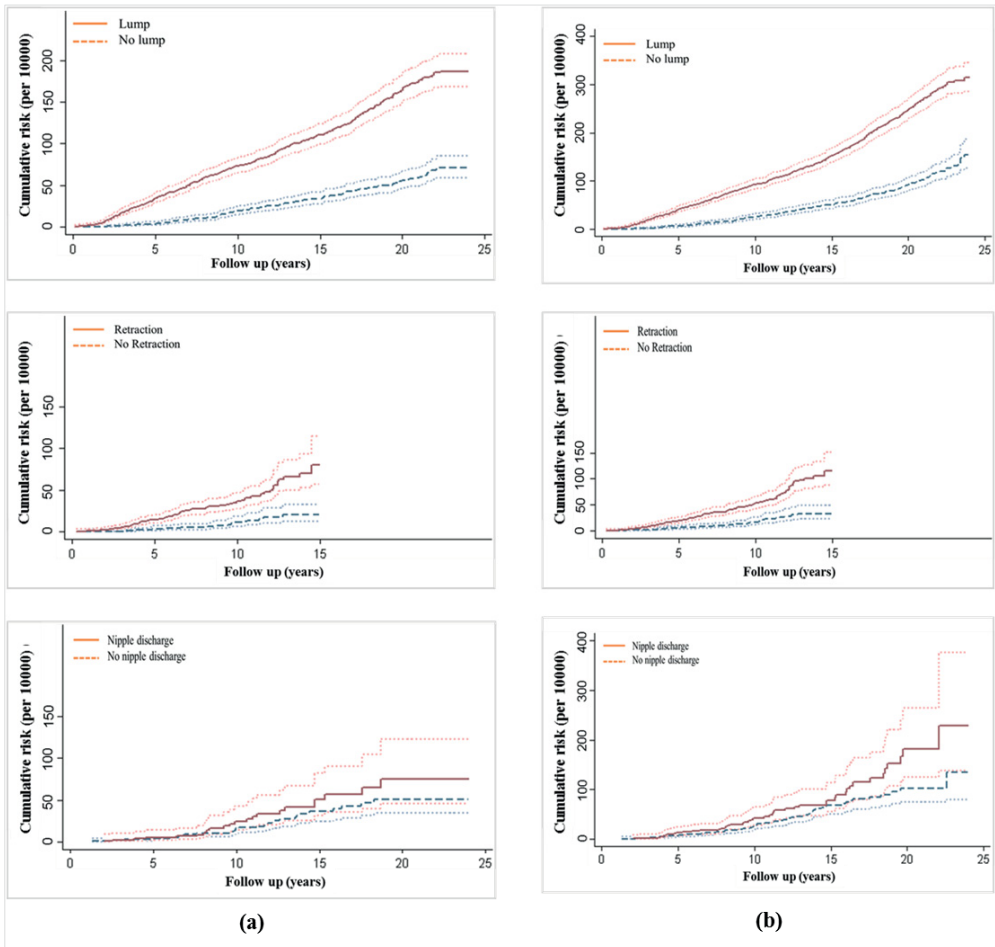 Lump
No lump
Cumulative risk (per 10000)
200
150
100
50
0
0 5 10 15 20 25
Follow up (years)
Lump
No lump
Cumulative risk (per 10000)
400
300
200
100
0
0 5 10 15 20 25
Follow up (years)
Retraction
No Retraction
Cumulative risk (per 10000)
150
100
50
0
0 5 10 15
Follow up (years)
Retraction
No Retraction
Cumulative risk (per 10000)
150
100
50
0
0 5 10 15
Follow up (years)
Nipple discharge
No nipple discharge
Cumulative risk (per 10000)
150
100
50
0
0 5 10 15 20 25
Follow up (years)
(a)
Nipple discharge
No nipple discharge
Cumulative risk (per 10000)
400
300
200
100
0
0 5 10 15 20 25
Follow up (years)
(b)